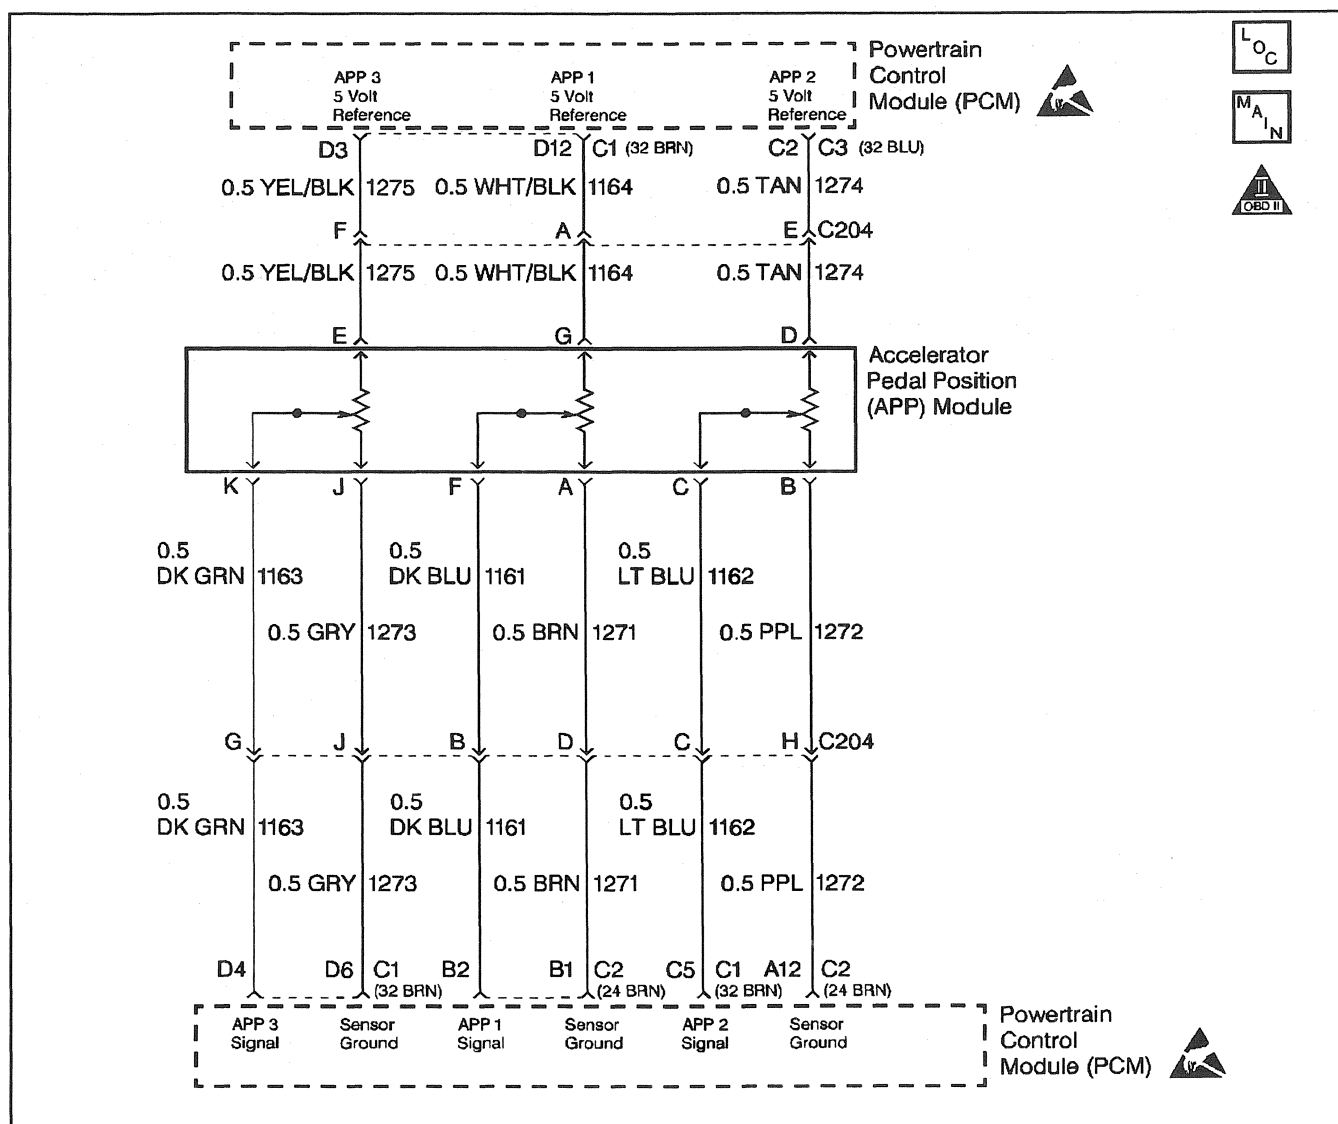 Powertrain
Control
Module (PCM)
LOC
MAIN
II
OBD II
APP 3
5 Volt
Reference
APP 1
5 Volt
Reference
APP 2
5 Volt
Reference
D3 D12 C1 (32 BRN) C2 C3 (32 BLU)
0.5 YEL/BLK 1275 0.5 WHT/BLK 1164 0.5 TAN 1274
F A E C204
0.5 YEL/BLK 1275 0.5 WHT/BLK 1164 0.5 TAN 1274
E G D
Accelerator
Pedal Position
(APP) Module
K J F A C B
0.5 0.5 0.5
DK GRN 1163 DK BLU 1161 LT BLU 1162
0.5 GRY 1273 0.5 BRN 1271 0.5 PPL 1272
G J B D C H C204
0.5 0.5 0.5
DK GRN 1163 DK BLU 1161 LT BLU 1162
0.5 GRY 1273 0.5 BRN 1271 0.5 PPL 1272
D4 D6 C1 B2 B1 C2 C5 C1 A12 C2
(32 BRN) (24 BRN) (32 BRN) (24 BRN)
APP 3
Signal
Sensor
Ground
APP 1
Signal
Sensor
Ground
APP 2
Signal
Sensor
Ground
Powertrain
Control
Module (PCM)